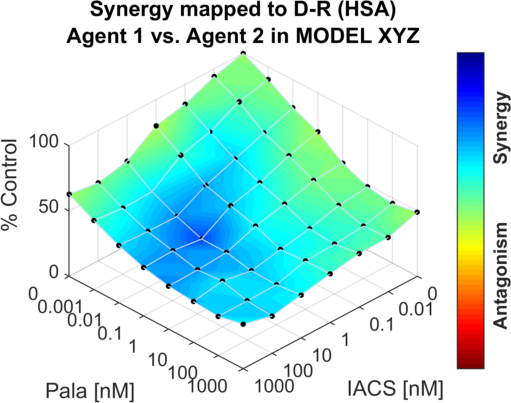 Synergy mapped to D-R (HSA)
Agent 1 vs. Agent 2 in MODEL XYZ
% Control
100
50
0
0
0.001
0.01
0.1
1
10
100
1000
Pala [nM]
0
0.01
0.1
1
10
100
1000
IACS [nM]
Synergy
Antagonism